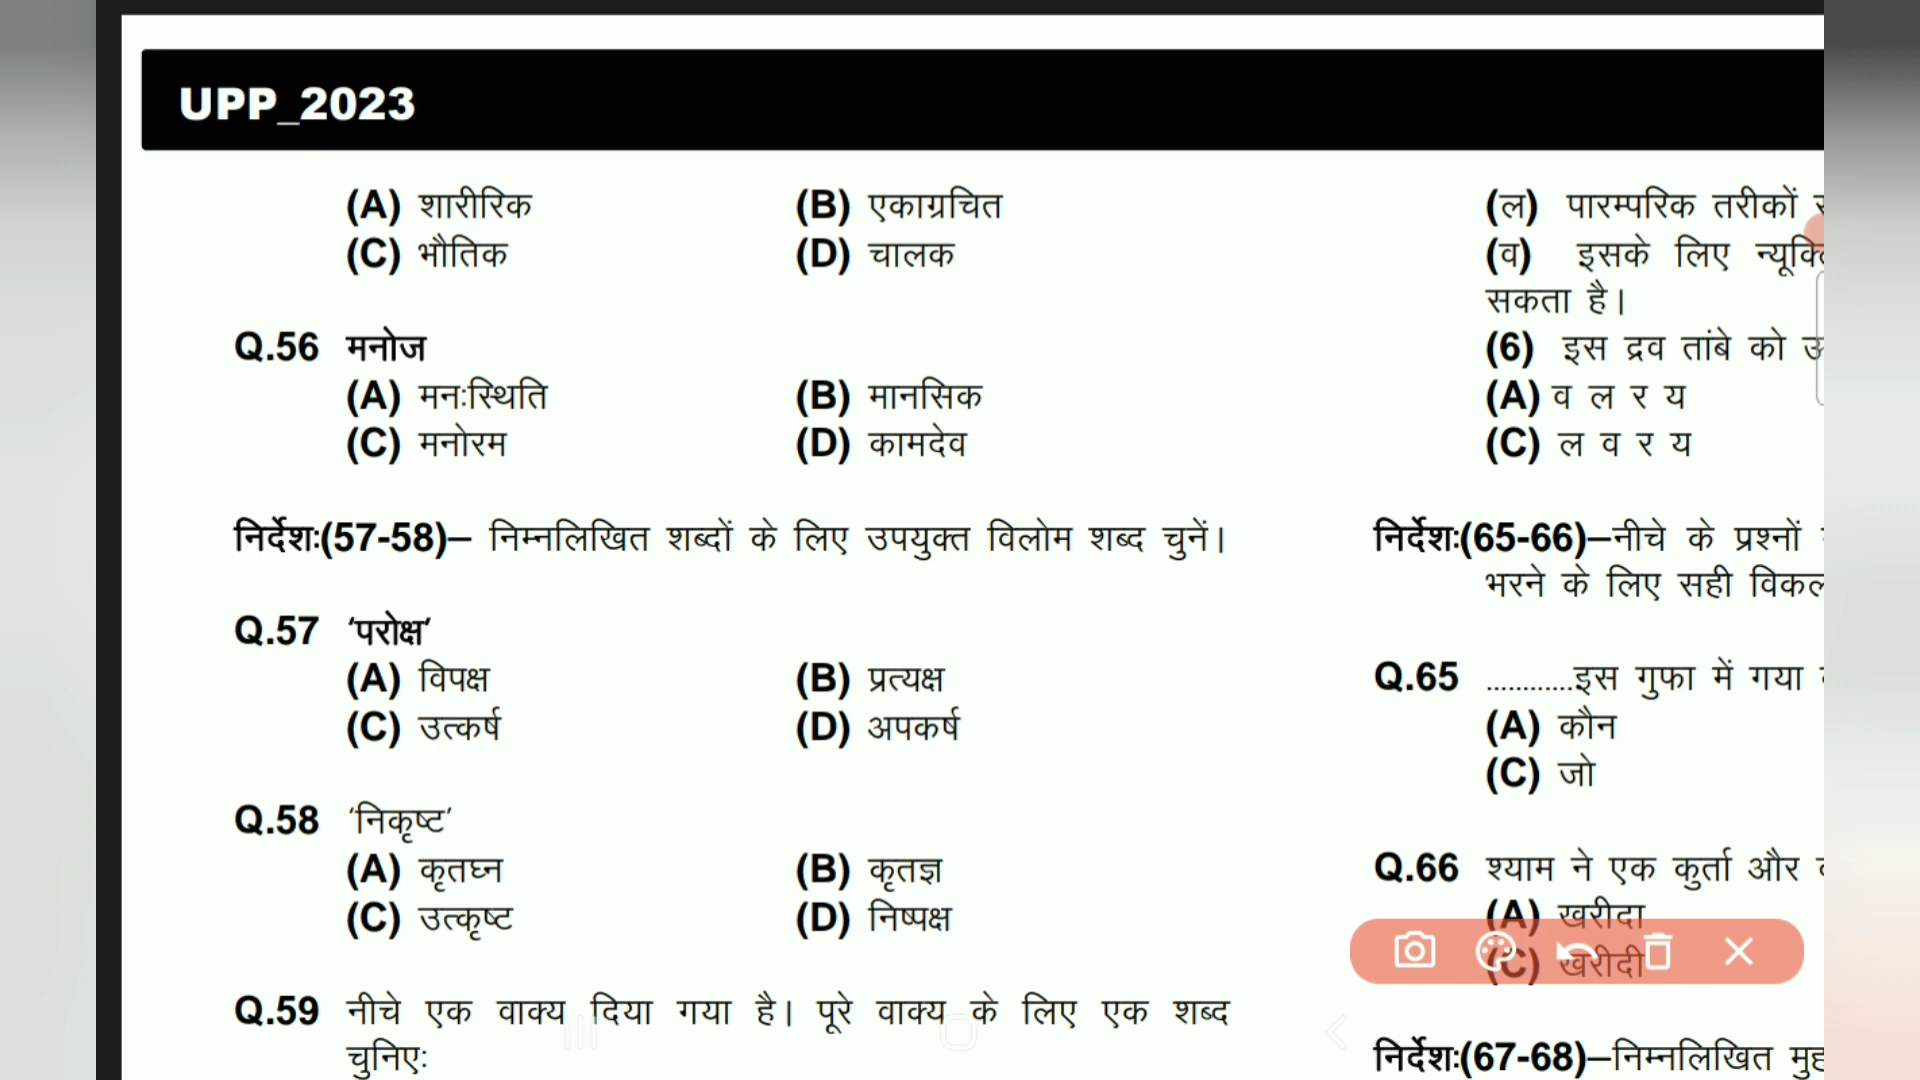 UPP_2023
(A) शारीरिक (B) एकाग्रचित
(C) भौतिक (D) चालक
Q.56 मनोज
(A) मनःस्थिति (B) मानसिक
(C) मनोरम (D) कामदेव
निर्देशः(57-58)– निम्नलिखित शब्दों के लिए उपयुक्त विलोम शब्द चुनें।
Q.57 ‘परोक्ष’
(A) विपक्ष (B) प्रत्यक्ष
(C) उत्कर्ष (D) अपकर्ष
Q.58 ‘निकृष्ट’
(A) कृतघ्न (B) कृतज्ञ
(C) उत्कृष्ट (D) निष्पक्ष
Q.59 नीचे एक वाक्य दिया गया है। पूरे वाक्य के लिए एक शब्द
चुनिएः
(ल) पारम्परिक तरीकों
(व) इसके लिए
सकता है।
(6) इस द्रव तांबे को
(A) व ल र य
(C) ल व र य
निर्देशः(65-66)–नीचे के प्रश्नों
भरने के लिए सही
Q.65 ............इस गुफा में गया
(A) कौन
(C) जो
Q.66 श्याम ने एक कुर्ता और
(A) खरीदा
(C) खरीदी
निर्देशः(67-68)–निम्नलिखित